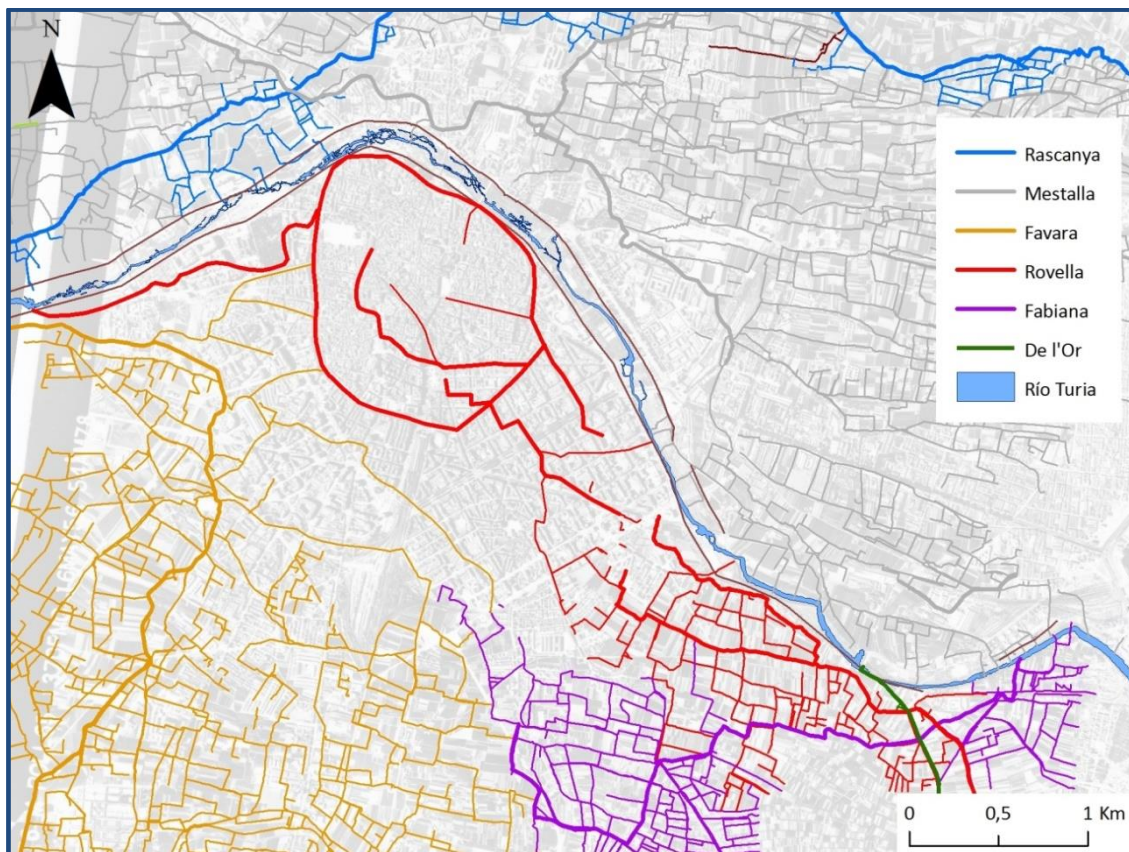 N
Rascanya
Mestalla
Favara
Rovella
Fabiana
De l'Or
Río Turia
0 0,5 1 Km